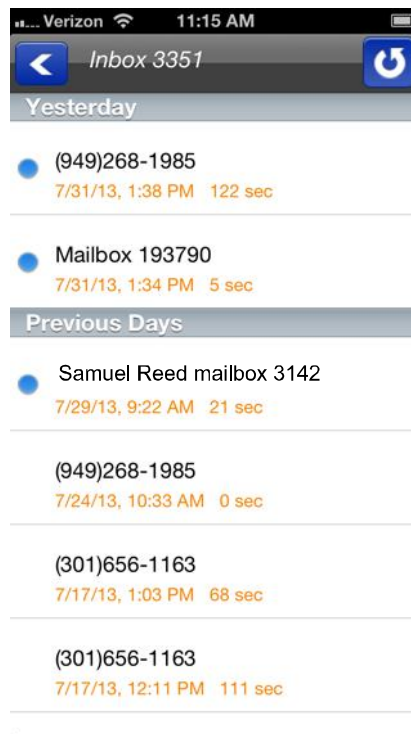 Verizon 11:15 AM
Inbox 3351
Yesterday
(949)268-1985
7/31/13, 1:38 PM 122 sec
Mailbox 193790
7/31/13, 1:34 PM 5 sec
Previous Days
Samuel Reed mailbox 3142
7/29/13, 9:22 AM 21 sec
(949)268-1985
7/24/13, 10:33 AM 0 sec
(301)656-1163
7/17/13, 1:03 PM 68 sec
(301)656-1163
7/17/13, 12:11 PM 111 sec